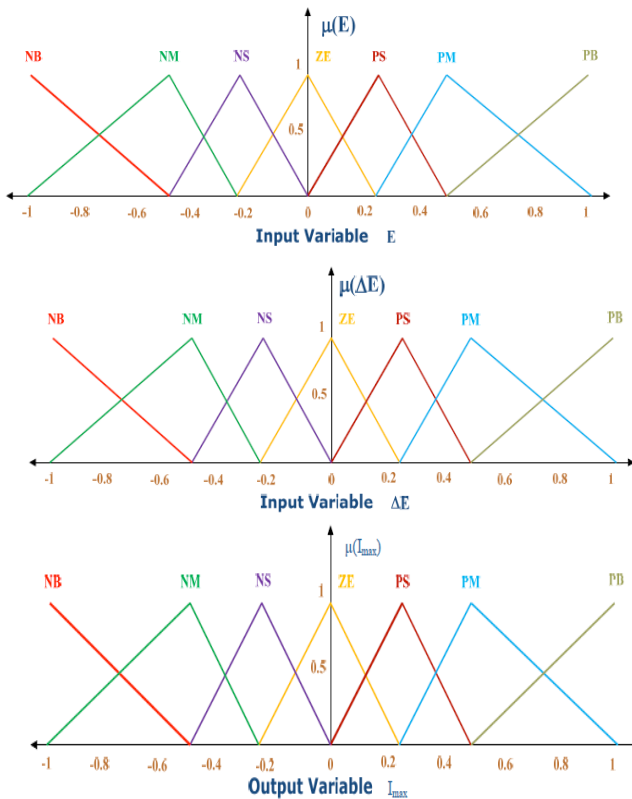 μ(E)
NB NM NS ZE PS PM PB
1
0.5
-1 -0.8 -0.6 -0.4 -0.2 0 0.2 0.4 0.6 0.8 1
Input Variable E
μ(ΔE)
NB NM NS ZE PS PM PB
1
0.5
-1 -0.8 -0.6 -0.4 -0.2 0 0.2 0.4 0.6 0.8 1
Input Variable ΔE
μ(Imax)
NB NM NS ZE PS PM PB
1
0.5
-1 -0.8 -0.6 -0.4 -0.2 0 0.2 0.4 0.6 0.8 1
Output Variable Imax